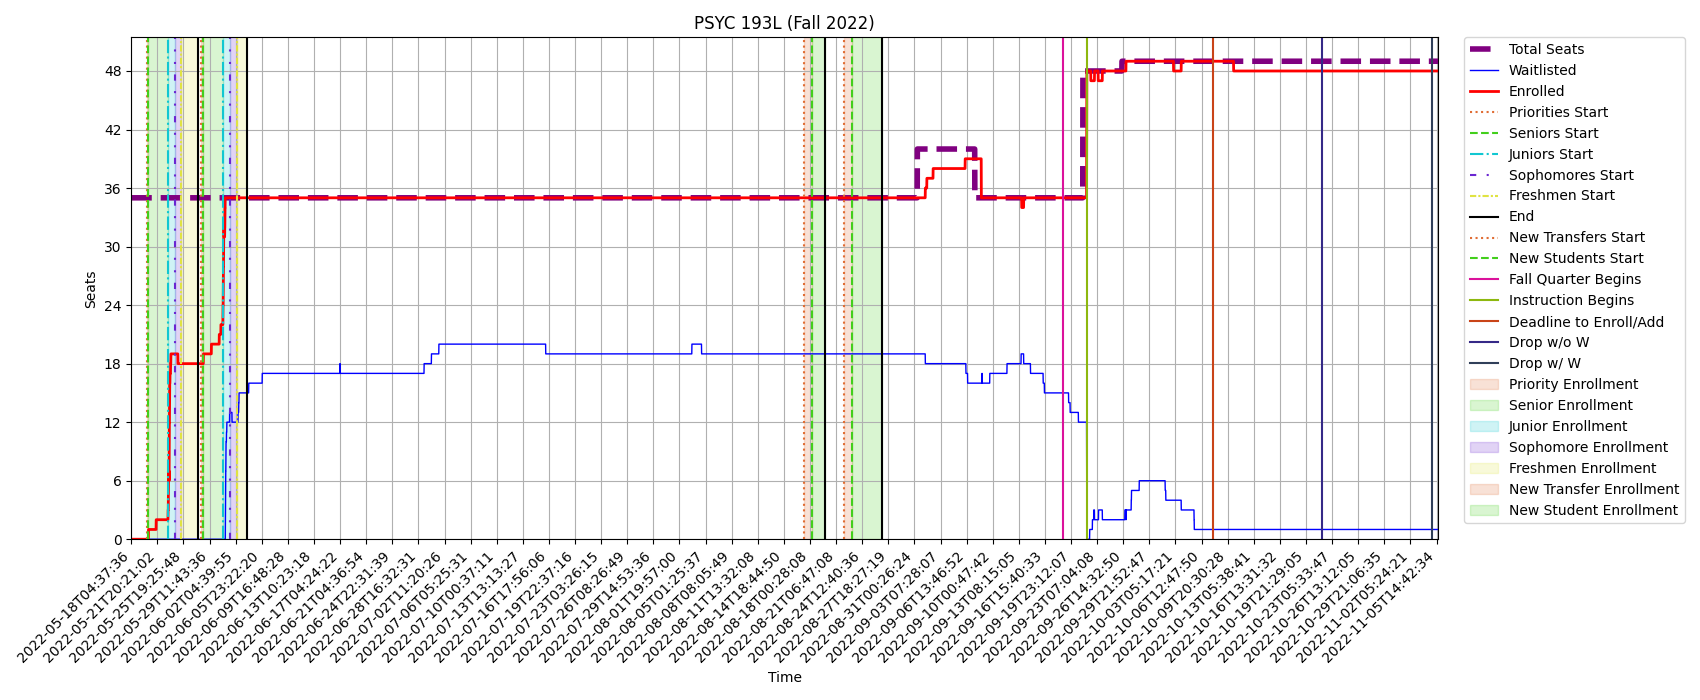 PSYC 193L (Fall 2022)
Seats
48
42
36
30
24
18
12
6
0
2022-05-18T04:37:36
2022-05-21T20:21:02
2022-05-25T19:25:48
2022-05-29T11:43:36
2022-06-02T04:39:55
2022-06-05T23:22:20
2022-06-09T16:48:28
2022-06-13T10:23:18
2022-06-17T04:24:22
2022-06-21T04:36:54
2022-06-24T22:31:39
2022-06-28T16:32:31
2022-07-02T11:20:26
2022-07-06T05:25:31
2022-07-10T00:37:11
2022-07-13T13:13:27
2022-07-16T17:56:06
2022-07-19T22:37:16
2022-07-23T03:26:15
2022-07-26T08:26:49
2022-07-29T14:53:36
2022-08-01T19:57:00
2022-08-05T01:25:37
2022-08-08T08:05:49
2022-08-11T13:32:08
2022-08-14T18:44:50
2022-08-18T00:28:08
2022-08-21T06:47:08
2022-08-24T12:40:36
2022-08-27T18:27:19
2022-08-31T00:26:24
2022-09-03T07:28:07
2022-09-06T13:46:52
2022-09-10T00:47:42
2022-09-13T08:15:05
2022-09-16T15:40:33
2022-09-19T23:12:07
2022-09-23T07:04:08
2022-09-26T14:32:50
2022-09-29T21:52:47
2022-10-03T05:17:21
2022-10-06T12:47:50
2022-10-09T20:30:28
2022-10-13T05:38:41
2022-10-16T13:31:32
2022-10-19T21:29:05
2022-10-23T05:33:47
2022-10-26T13:12:05
2022-10-29T21:06:35
2022-11-02T05:24:21
2022-11-05T14:42:34
Time
Total Seats
Waitlisted
Enrolled
Priorities Start
Seniors Start
Juniors Start
Sophomores Start
Freshmen Start
End
New Transfers Start
New Students Start
Fall Quarter Begins
Instruction Begins
Deadline to Enroll/Add
Drop w/o W
Drop w/ W
Priority Enrollment
Senior Enrollment
Junior Enrollment
Sophomore Enrollment
Freshmen Enrollment
New Transfer Enrollment
New Student Enrollment